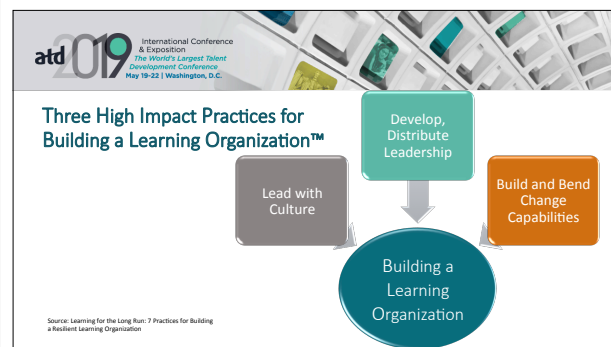 atd 2019
International Conference
& Exposition
The World's Largest Talent
Development Conference
May 19-22 | Washington, D.C.
Three High Impact Practices for
Building a Learning Organization™
Develop,
Distribute
Leadership
Lead with
Culture
Build and Bend
Change
Capabilities
Building a
Learning
Organization
Source: Learning for the Long Run: 7 Practices for Building
a Resilient Learning Organization